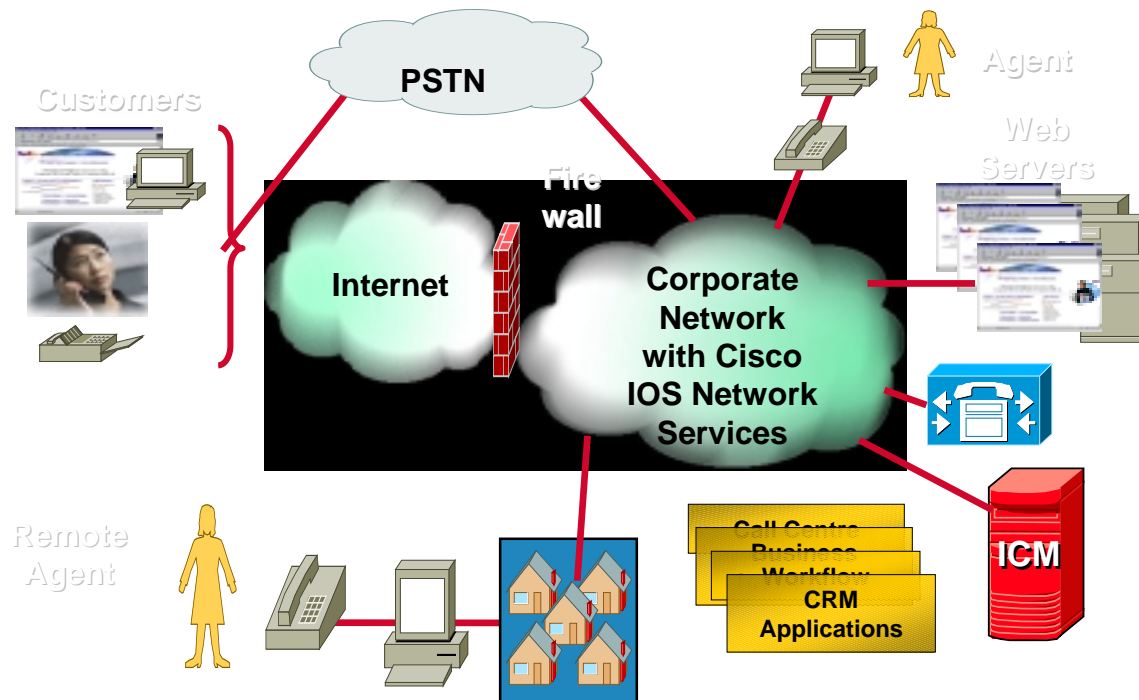 PSTN
Agent
Customers
Web
Servers
Fire
wall
Internet
Corporate
Network
with Cisco
IOS Network
Services
Remote
Agent
Call Centre
Business
Workflow
CRM
Applications
ICM